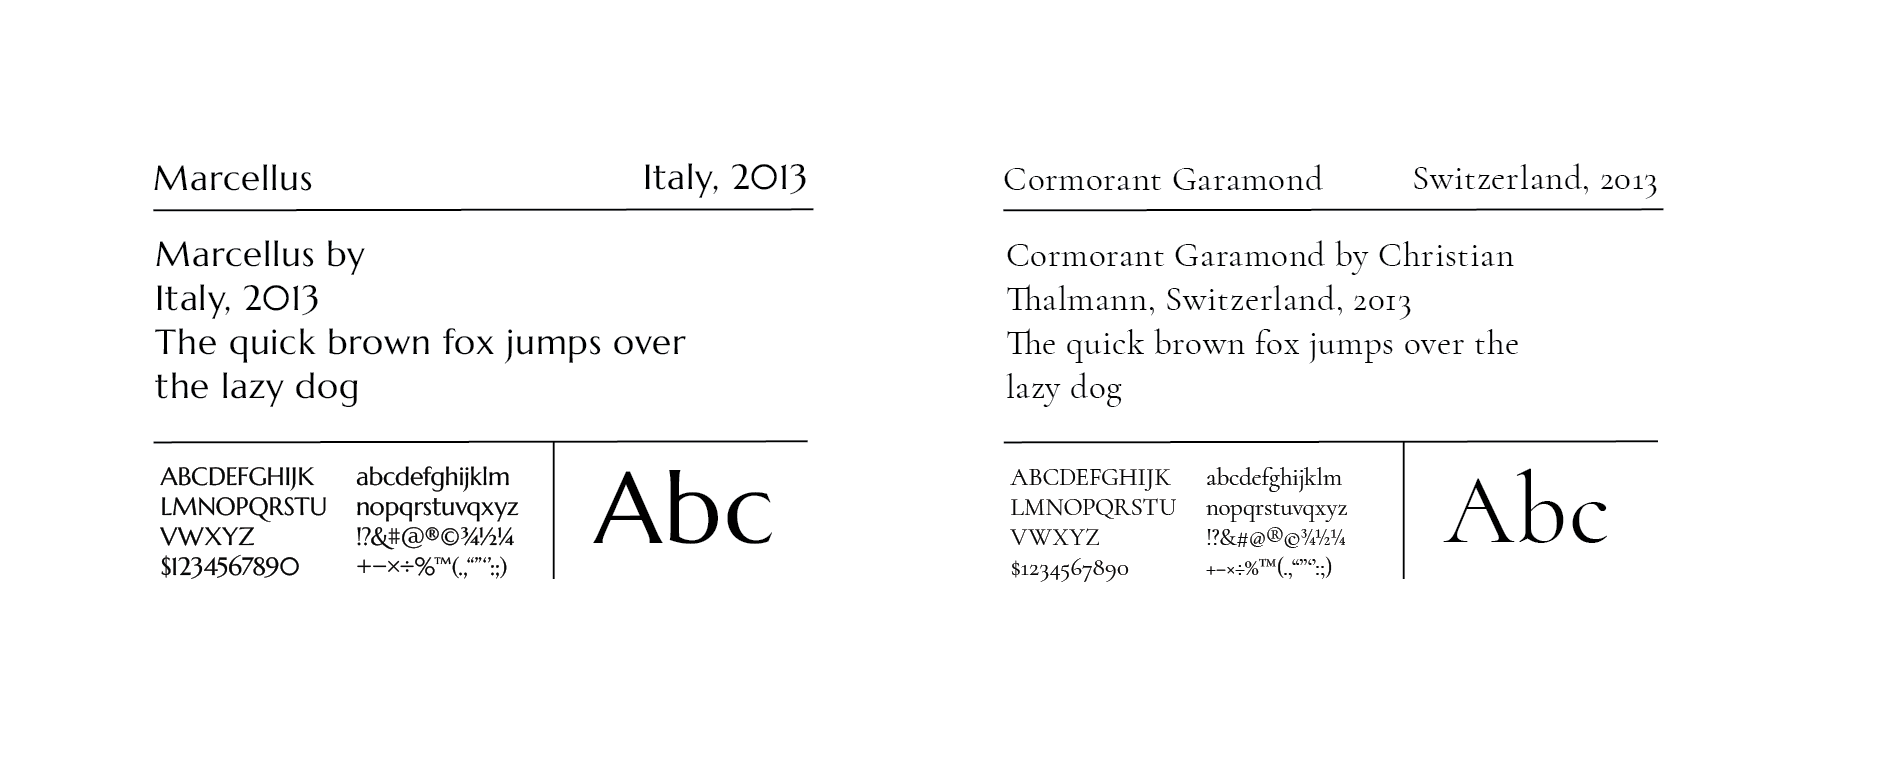 Marcellus
Italy, 2013
Marcellus by
Italy, 2013
The quick brown fox jumps over
the lazy dog
ABCDEFGHIJK
LMNOPQRSTU
VWXYZ
$1234567890
abcdefghijklm
nopqrstuvqxyz
!?&#@®©¾½¼
+−×÷%™(.,“”‘’:;)
Abc
Cormorant Garamond
Switzerland, 2013
Cormorant Garamond by Christian
Thalmann, Switzerland, 2013
The quick brown fox jumps over the
lazy dog
ABCDEFGHIJK
LMNOPQRSTU
VWXYZ
$1234567890
abcdefghijklm
nopqrstuvqxyz
!?&#@®©¾½¼
+−×÷%™(.,“”‘’:;)
Abc